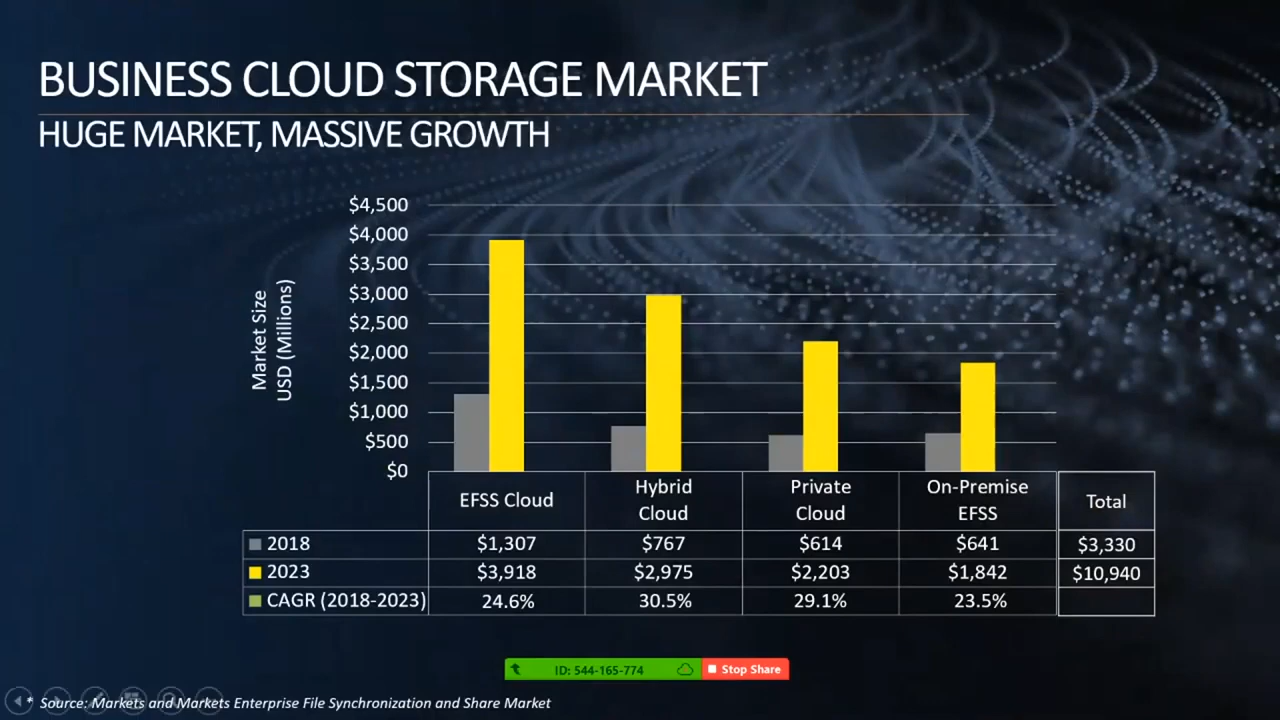 BUSINESS CLOUD STORAGE MARKET
HUGE MARKET, MASSIVE GROWTH
Market Size
USD (Millions)
$4,500
$4,000
$3,500
$3,000
$2,500
$2,000
$1,500
$1,000
$500
$0
EFSS Cloud
Hybrid
Cloud
Private
Cloud
On-Premise
EFSS
Total
2018 $1,307 $767 $614 $641 $3,330
2023 $3,918 $2,975 $2,203 $1,842 $10,940
CAGR (2018-2023) 24.6% 30.5% 29.1% 23.5%
ID: 544-165-774 Stop Share
* Source: Markets and Markets Enterprise File Synchronization and Share Market